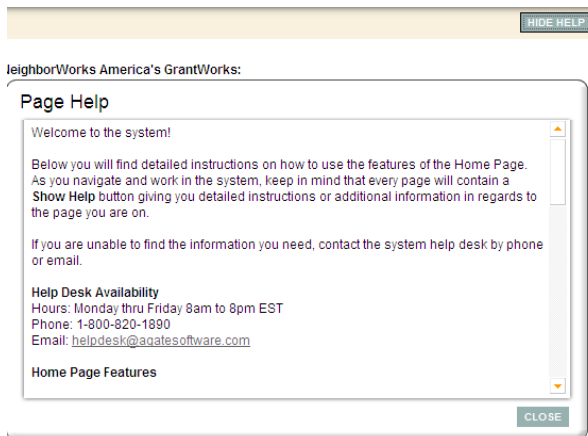 HIDE HELP
NeighborWorks America's GrantWorks:
Page Help
Welcome to the system!
Below you will find detailed instructions on how to use the features of the Home Page.
As you navigate and work in the system, keep in mind that every page will contain a
Show Help button giving you detailed instructions or additional information in regards to
the page you are on.
If you are unable to find the information you need, contact the system help desk by phone
or email.
Help Desk Availability
Hours: Monday thru Friday 8am to 8pm EST
Phone: 1-800-820-1890
Email: helpdesk@agatesoftware.com
Home Page Features
CLOSE